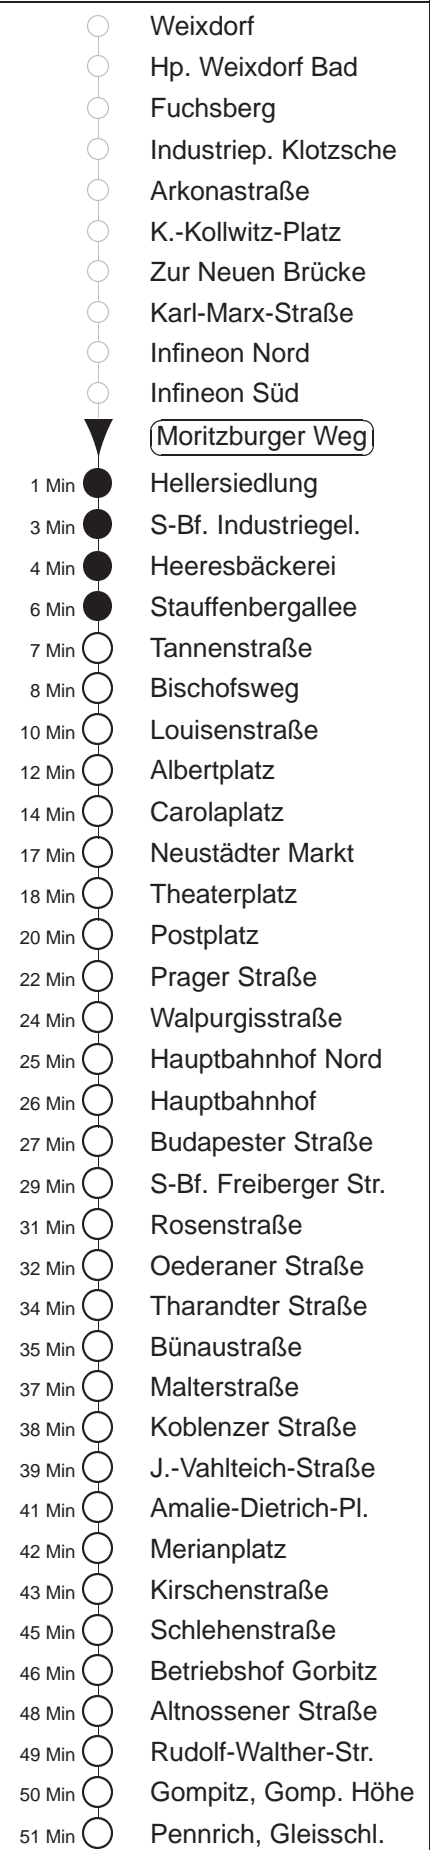 Weixdorf
Hp. Weixdorf Bad
Fuchsberg
Industriep. Klotzsche
Arkonastraße
K.-Kollwitz-Platz
Zur Neuen Brücke
Karl-Marx-Straße
Infineon Nord
Infineon Süd
Moritzburger Weg
1 Min Hellersiedlung
3 Min S-Bf. Industriegel.
4 Min Heeresbäckerei
6 Min Stauffenbergallee
7 Min Tannenstraße
8 Min Bischofsweg
10 Min Louisenstraße
12 Min Albertplatz
14 Min Carolaplatz
17 Min Neustädter Markt
18 Min Theaterplatz
20 Min Postplatz
22 Min Prager Straße
24 Min Walpurgisstraße
25 Min Hauptbahnhof Nord
26 Min Hauptbahnhof
27 Min Budapester Straße
29 Min S-Bf. Freiberger Str.
31 Min Rosenstraße
32 Min Oederaner Straße
34 Min Tharandter Straße
35 Min Bünaustraße
37 Min Malterstraße
38 Min Koblenzer Straße
39 Min J.-Vahlteich-Straße
41 Min Amalie-Dietrich-Pl.
42 Min Merianplatz
43 Min Kirschenstraße
45 Min Schlehenstraße
46 Min Betriebshof Gorbitz
48 Min Altnossener Straße
49 Min Rudolf-Walther-Str.
50 Min Gompitz, Gomp. Höhe
51 Min Pennrich, Gleisschl.